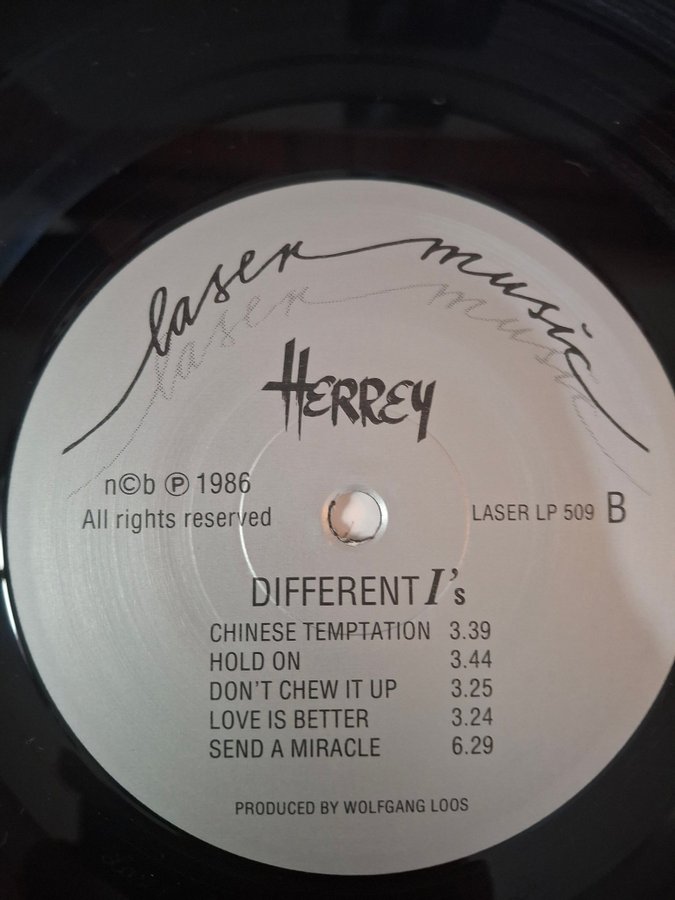 laser music
laser music
HERREY
n©b ℗ 1986
All rights reserved
LASER LP 509 B
DIFFERENT I's
CHINESE TEMPTATION 3.39
HOLD ON 3.44
DON'T CHEW IT UP 3.25
LOVE IS BETTER 3.24
SEND A MIRACLE 6.29
PRODUCED BY WOLFGANG LOOS